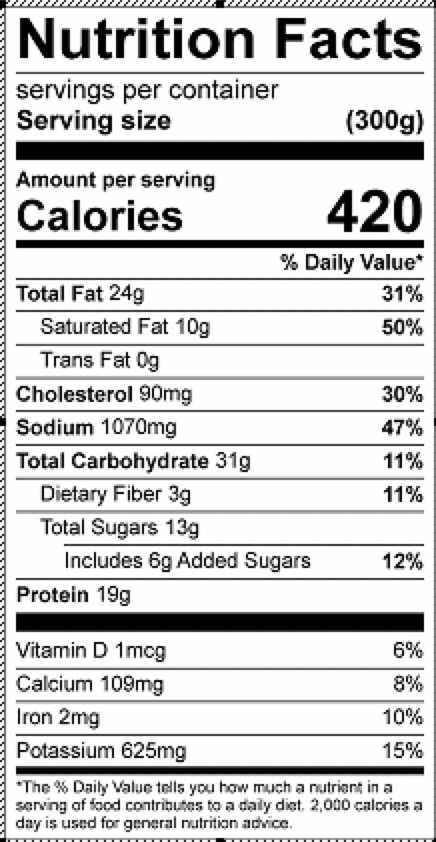 Nutrition Facts
servings per container
Serving size (300g)
Amount per serving
Calories 420
% Daily Value*
Total Fat 24g 31%
Saturated Fat 10g 50%
Trans Fat 0g
Cholesterol 90mg 30%
Sodium 1070mg 47%
Total Carbohydrate 31g 11%
Dietary Fiber 3g 11%
Total Sugars 13g
Includes 6g Added Sugars 12%
Protein 19g
Vitamin D 1mcg 6%
Calcium 109mg 8%
Iron 2mg 10%
Potassium 625mg 15%
*The % Daily Value tells you how much a nutrient in a
serving of food contributes to a daily diet. 2,000 calories a
day is used for general nutrition advice.